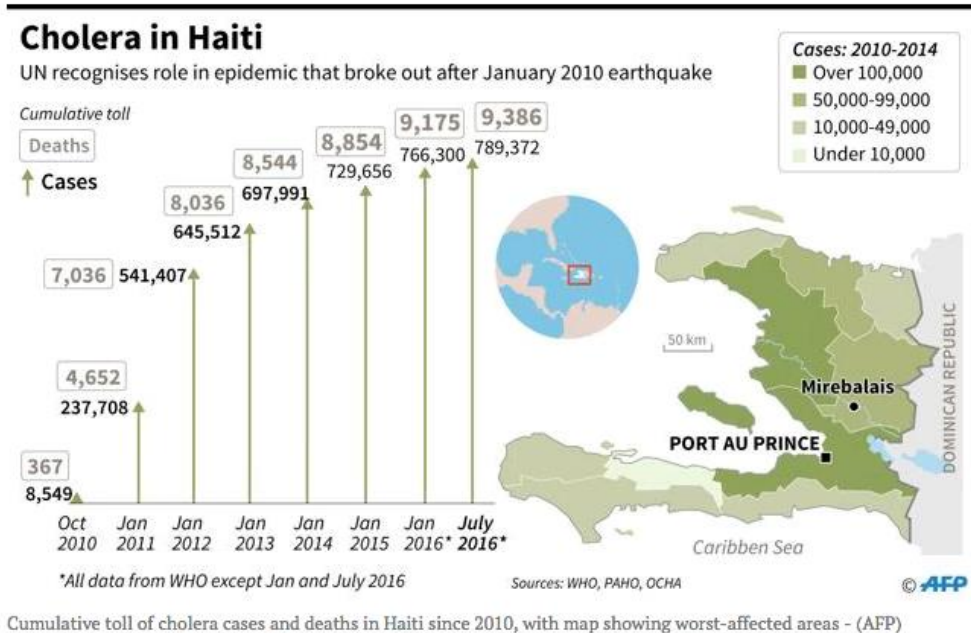 Cholera in Haiti
UN recognises role in epidemic that broke out after January 2010 earthquake
Cumulative toll
Deaths
Cases
367
8,549
4,652
237,708
7,036
541,407
8,036
645,512
8,544
697,991
8,854
729,656
9,175
766,300
9,386
789,372
Oct
2010
Jan
2011
Jan
2012
Jan
2013
Jan
2014
Jan
2015
Jan
2016*
July
2016*
*All data from WHO except Jan and July 2016
Cases: 2010-2014
Over 100,000
50,000-99,000
10,000-49,000
Under 10,000
50 km
Mirebalais
PORT AU PRINCE
DOMINICAN REPUBLIC
Caribben Sea
Sources: WHO, PAHO, OCHA
© AFP
Cumulative toll of cholera cases and deaths in Haiti since 2010, with map showing worst-affected areas - (AFP)